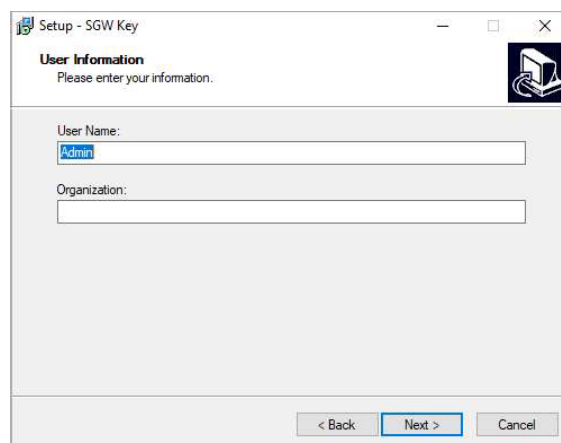 Setup - SGW Key
User Information
Please enter your information.
User Name:
Admin
Organization:
< Back Next > Cancel